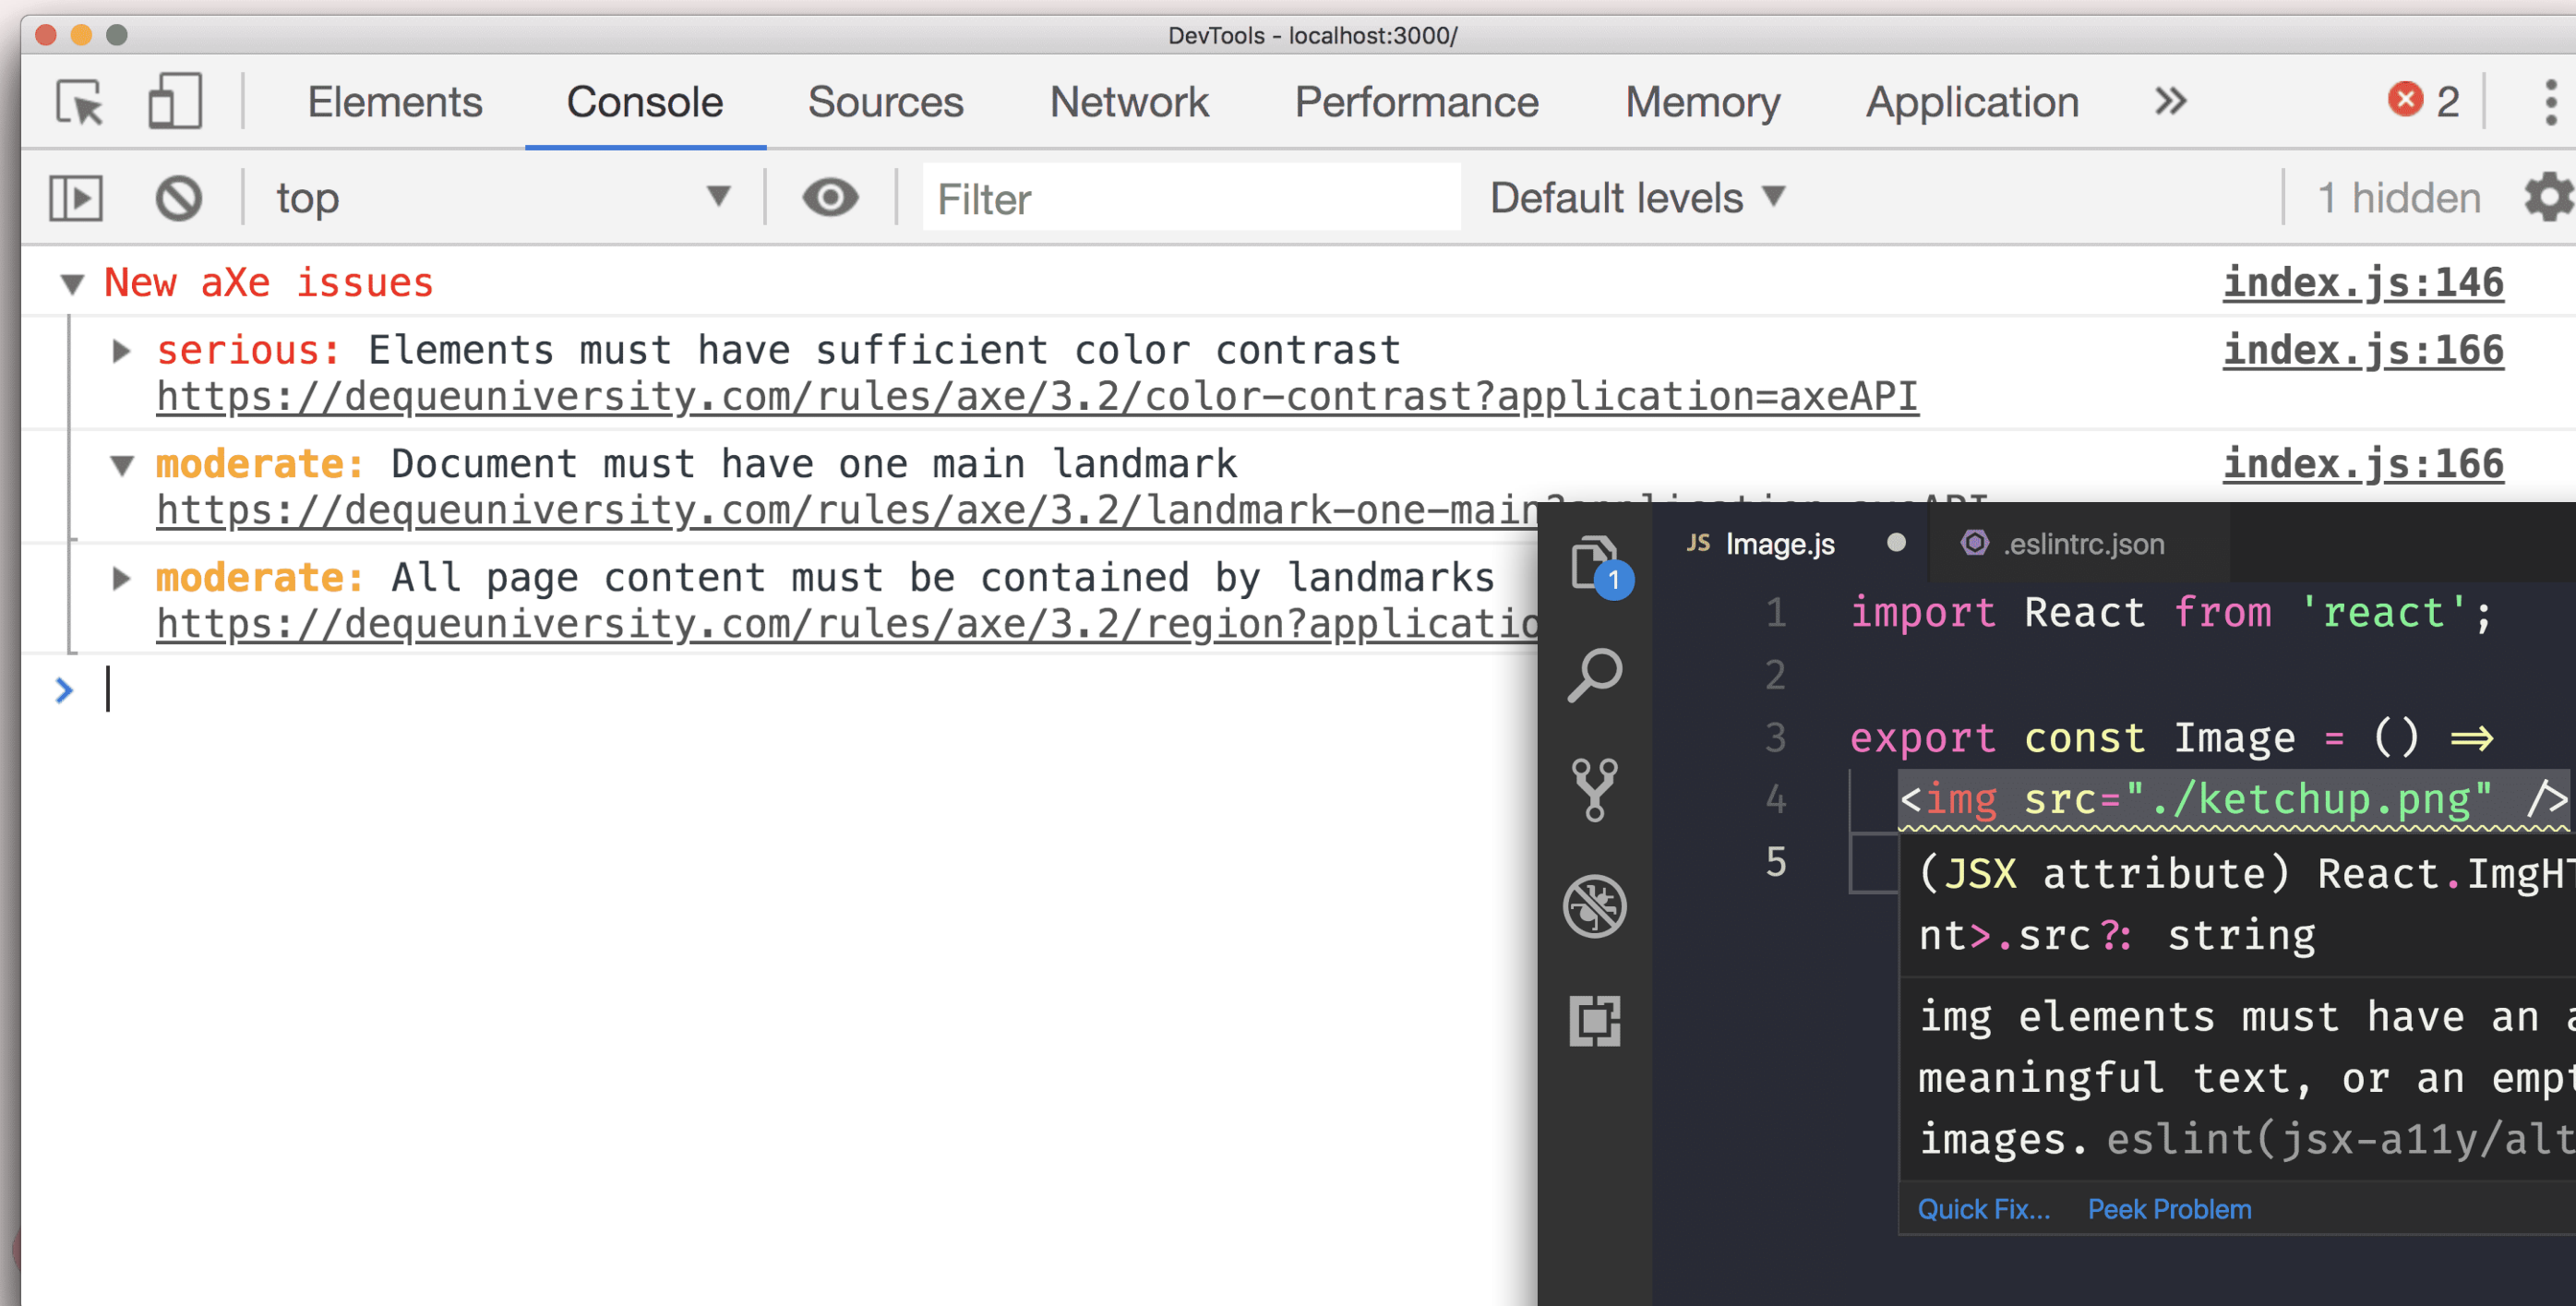 DevTools - localhost:3000/
Elements Console Sources Network Performance Memory Application 2
top Filter Default levels 1 hidden
New aXe issues index.js:146
serious: Elements must have sufficient color contrast index.js:166
https://dequeuniversity.com/rules/axe/3.2/color-contrast?application=axeAPI
moderate: Document must have one main landmark index.js:166
https://dequeuniversity.com/rules/axe/3.2/landmark-one-main?application=axeAPI
moderate: All page content must be contained by landmarks
https://dequeuniversity.com/rules/axe/3.2/region?applicatio
1
JS Image.js .eslintrc.json
1 import React from 'react';
2
3 export const Image = () =>
4 <img src="./ketchup.png" />
5
(JSX attribute) React.ImgHT
nt>.src?: string
img elements must have an a
meaningful text, or an empt
images. eslint(jsx-a11y/alt
Quick Fix... Peek Problem